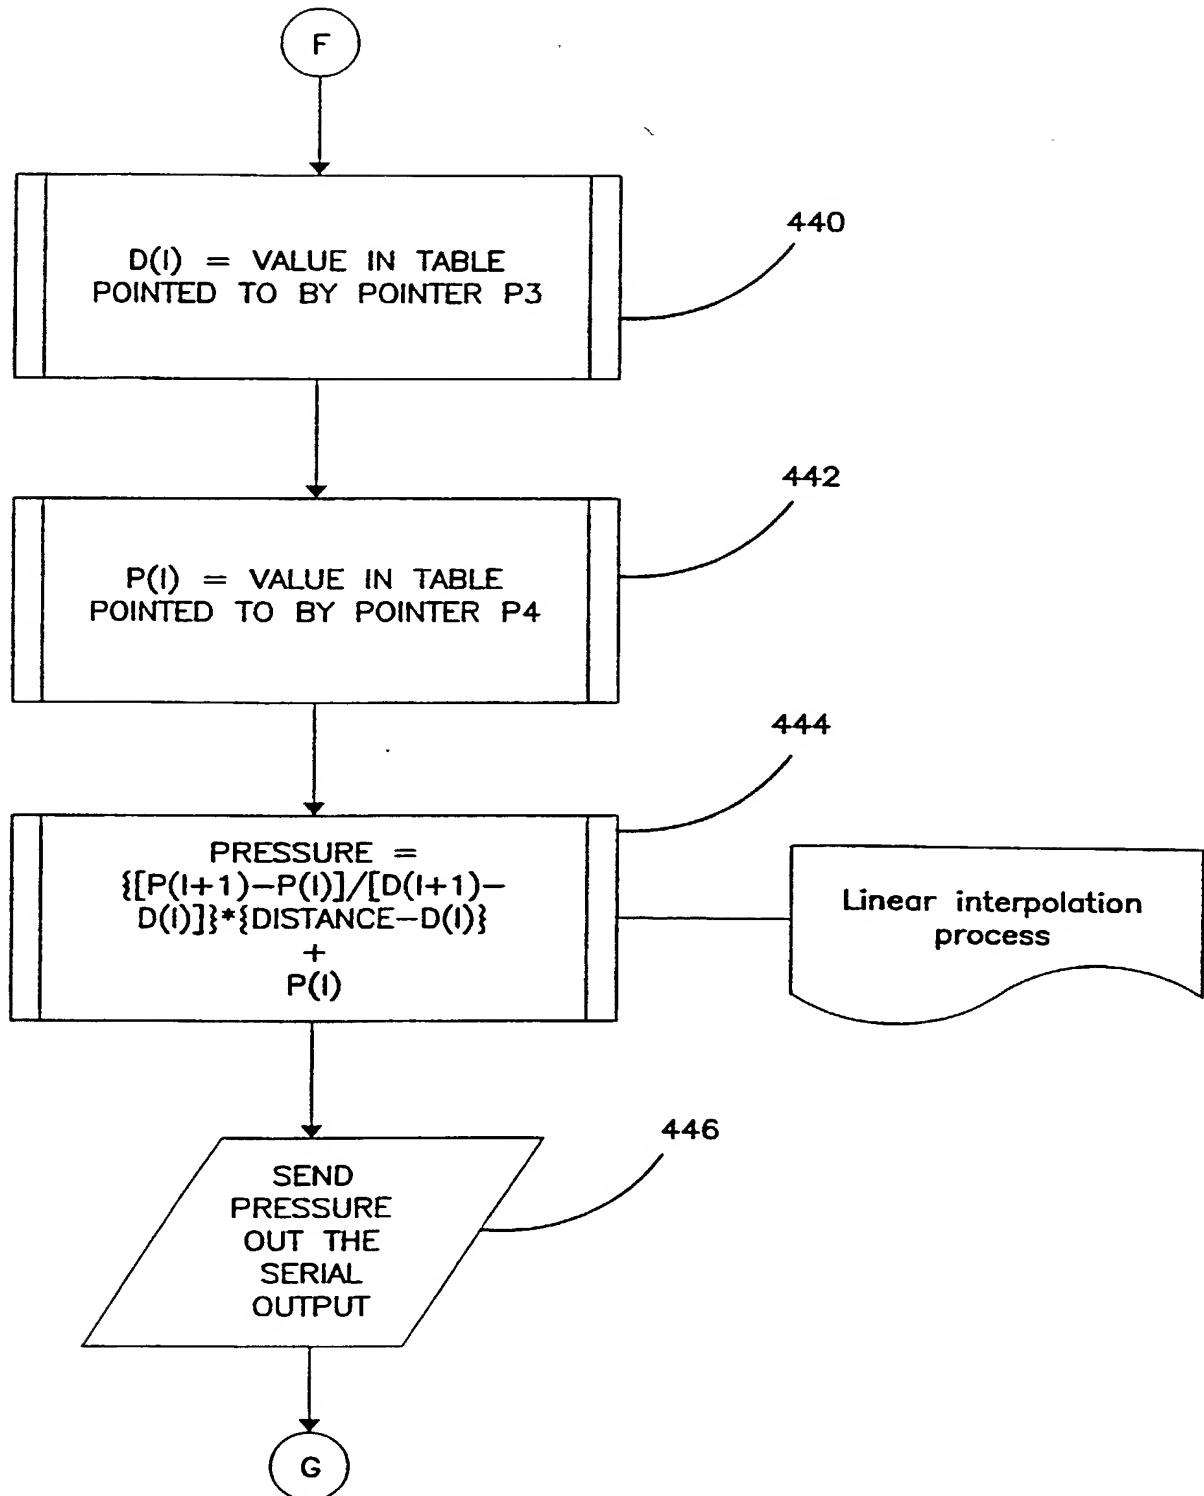 F
D(I) = VALUE IN TABLE
POINTED TO BY POINTER P3
440
P(I) = VALUE IN TABLE
POINTED TO BY POINTER P4
442
PRESSURE =
{[P(I+1)-P(I)]/[D(I+1)-
D(I)]}*{DISTANCE-D(I)}
+
P(I)
444
Linear interpolation
process
SEND
PRESSURE
OUT THE
SERIAL
OUTPUT
446
G